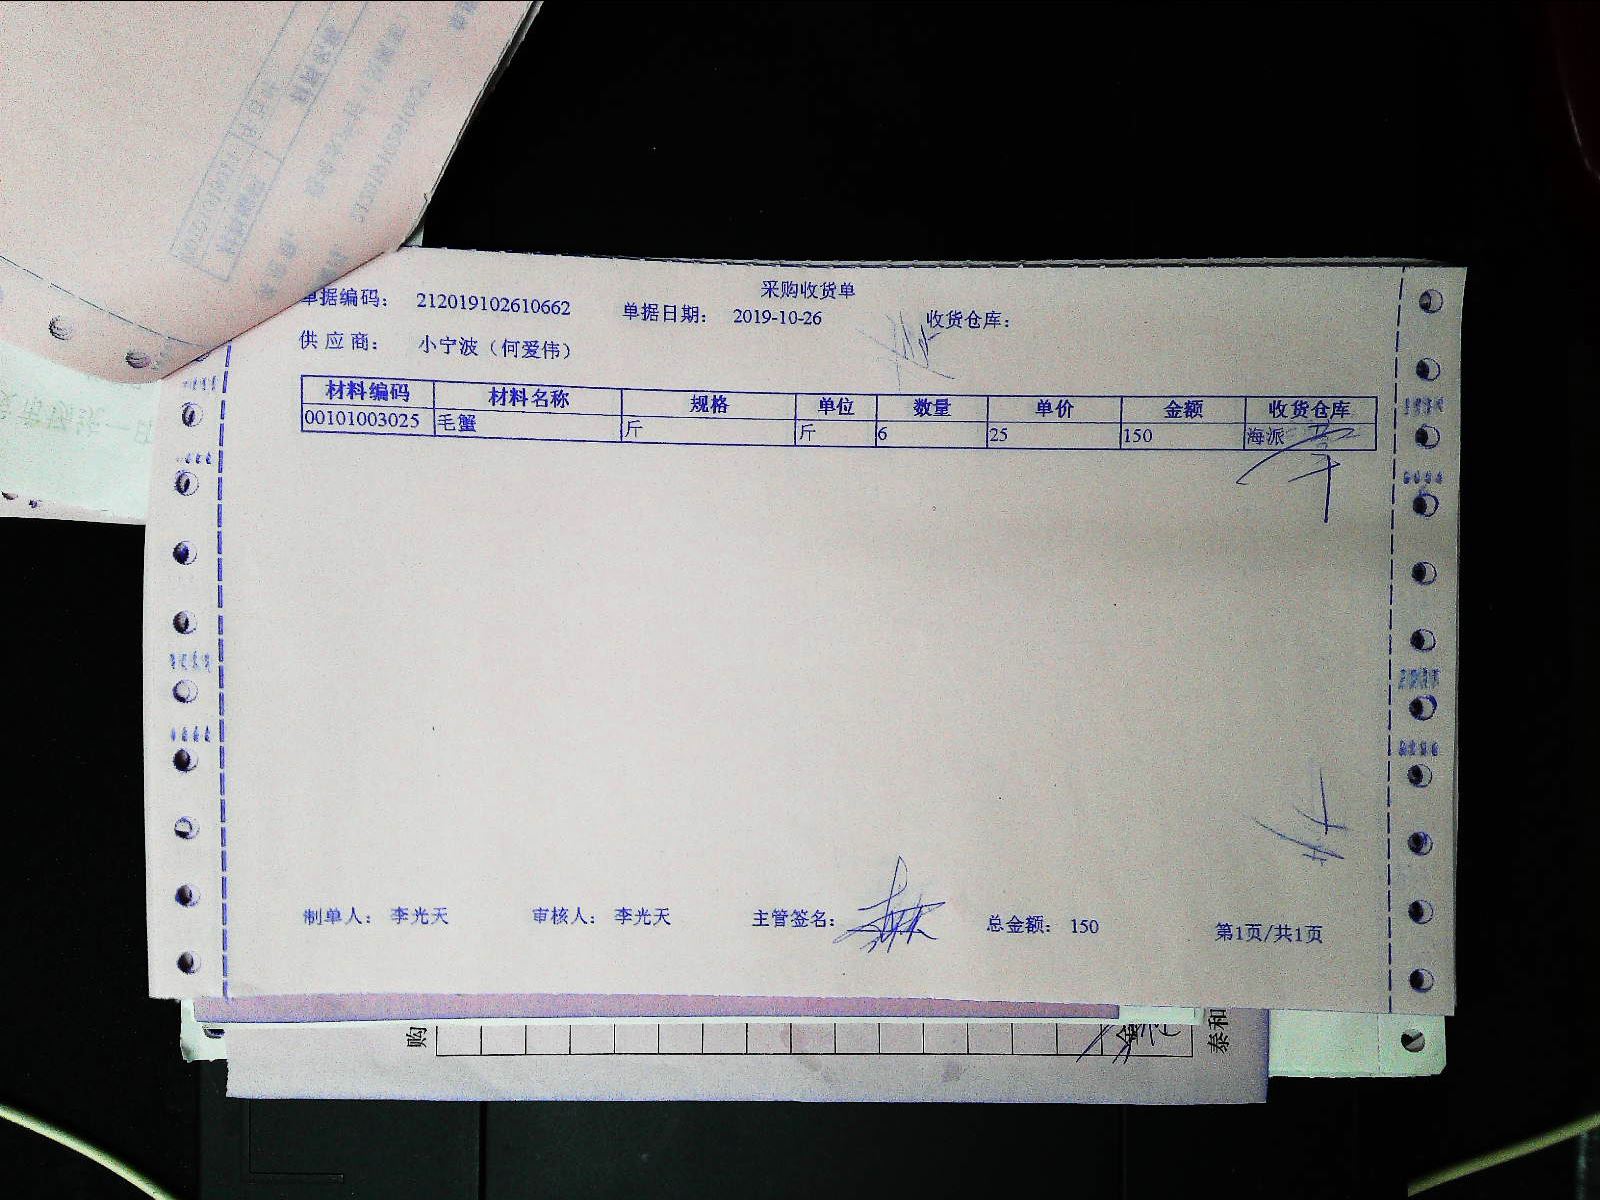 采购收货单
单据编码： 212019102610662 单据日期： 2019-10-26 收货仓库：
供 应 商： 小宁波（何爱伟）
材料编码 材料名称 规格 单位 数量 单价 金额 收货仓库
00101003025 毛蟹 斤 斤 6 25 150 海派
制单人： 李光天 审核人： 李光天 主管签名： 总金额： 150 第1页/共1页
购 泰和